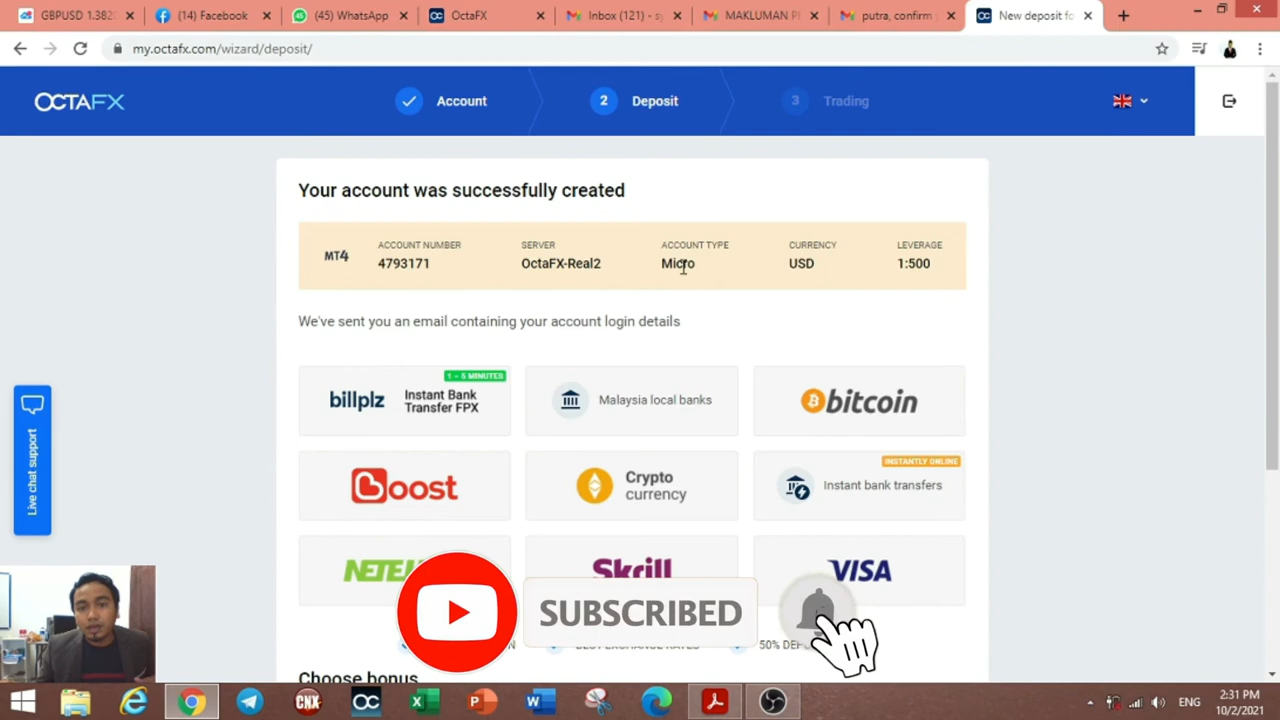 GBPUSD 1.382
(14) Facebook
(45) WhatsApp
OctaFX
Inbox (121) - s
MAKLUMAN P
putra, confirm
New deposit fo
my.octafx.com/wizard/deposit/
OCTAFX
Account
2
Deposit
3
Trading
Your account was successfully created
MT4
ACCOUNT NUMBER
4793171
SERVER
OctaFX-Real2
ACCOUNT TYPE
Micro
CURRENCY
USD
LEVERAGE
1:500
We've sent you an email containing your account login details
1 – 5 MINUTES
billplz
Instant Bank
Transfer FPX
Malaysia local banks
bitcoin
Boost
Crypto
currency
INSTANTLY ONLINE
Instant bank transfers
NETE
Skrill
VISA
SUBSCRIBED
BEST EXCHANGE RATES
50% DEP
Choose bonus
Live chat support
CNX
ENG
2:31 PM
10/2/2021